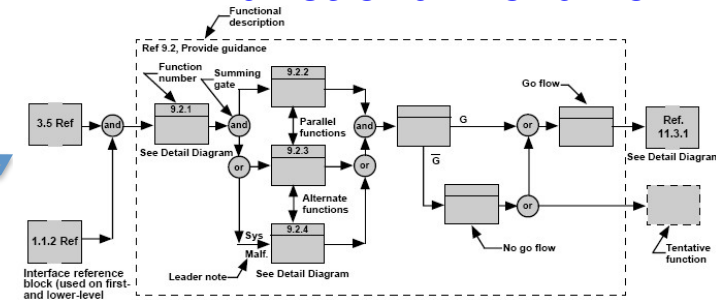 Functional
description
Ref 9.2, Provide guidance
Function
number
Summing
gate
9.2.2
Go flow
9.2.1
3.5 Ref
and
and
Parallel
functions
and
G
or
Ref.
11.3.1
See Detail Diagram
See Detail Diagram
or
9.2.3
or
G
Alternate
functions
or
1.1.2 Ref
Sys
Malf.
9.2.4
No go flow
Tentative
function
Leader note
See Detail Diagram
Interface reference
block (used on first-
and lower-level